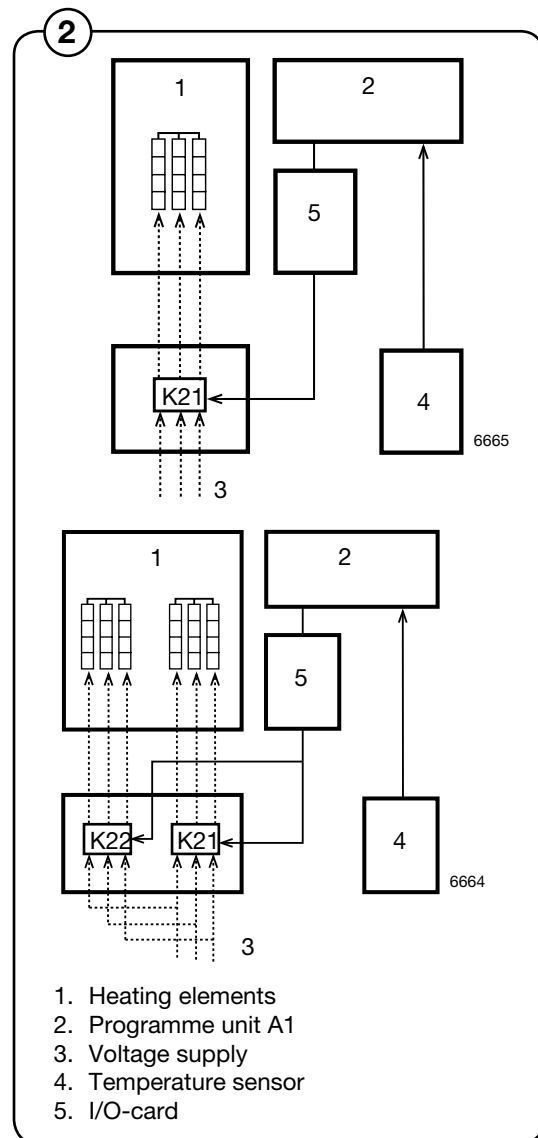 2
1
2
5
K21
4
6665
3
1
2
5
K22
K21
4
6664
3
1. Heating elements
2. Programme unit A1
3. Voltage supply
4. Temperature sensor
5. I/O-card